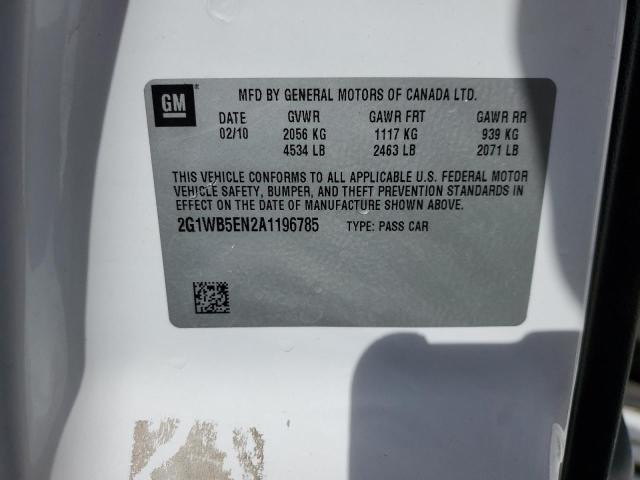 GM
MFD BY GENERAL MOTORS OF CANADA LTD.
DATE GVWR GAWR FRT GAWR RR
02/10 2056 KG 1117 KG 939 KG
4534 LB 2463 LB 2071 LB
THIS VEHICLE CONFORMS TO ALL APPLICABLE U.S. FEDERAL MOTOR
VEHICLE SAFETY, BUMPER, AND THEFT PREVENTION STANDARDS IN
EFFECT ON THE DATE OF MANUFACTURE SHOWN ABOVE.
2G1WB5EN2A1196785 TYPE: PASS CAR